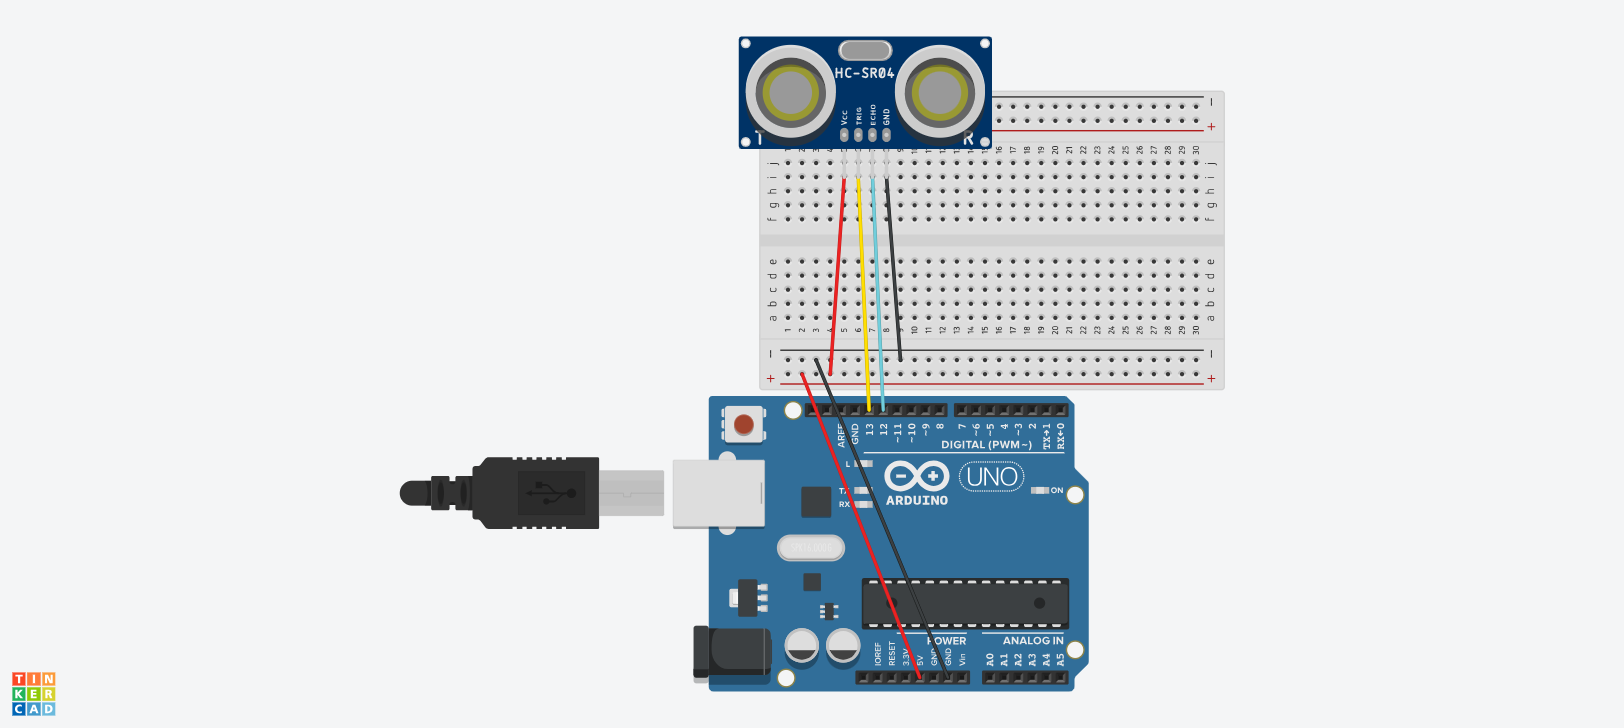 HC-SR04
Vcc
TRIG
ECHO
GND
T
R
−
+
16 17 18 19 20 21 22 23 24 25 26 27 28 29 30
j j
i i
h h
g g
f f
e e
d d
c c
b b
a a
1 2 3 4 5 6 7 8 9 10 11 12 13 14 15 16 17 18 19 20 21 22 23 24 25 26 27 28 29 30
− −
+ +
AREF GND 13 12 ~11 ~10 ~9 8 7 ~6 ~5 4 ~3 2 TX→1 RX←0
DIGITAL (PWM~)
L
TX
RX
UNO
ON
ARDUINO
POWER
ANALOG IN
IOREF RESET 3.3V 5V GND GND Vin A0 A1 A2 A3 A4 A5
TIN
KER
CAD